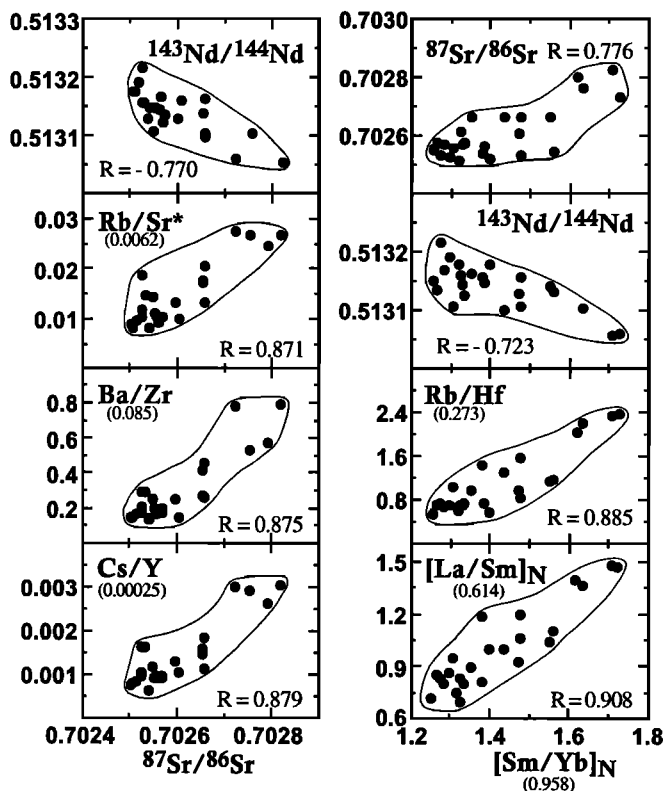 143Nd/144Nd
0.5132
0.5131
R = - 0.770
Rb/Sr*
(0.0062)
0.03
0.02
0.01
R = 0.871
Ba/Zr
(0.085)
0.8
0.6
0.4
0.2
R = 0.875
Cs/Y
(0.00025)
0.003
0.002
0.001
R = 0.879
0.7024 0.7026 0.7028
87Sr/86Sr
0.7030
87Sr/86Sr R = 0.776
0.7028
0.7026
143Nd/144Nd
0.5132
0.5131
R = - 0.723
Rb/Hf
(0.273)
2.4
1.6
0.8
R = 0.885
1.5
[La/Sm]N
(0.614)
1.2
0.9
R = 0.908
0.6
1.2 1.4 1.6 1.8
[Sm/Yb]N
(0.958)